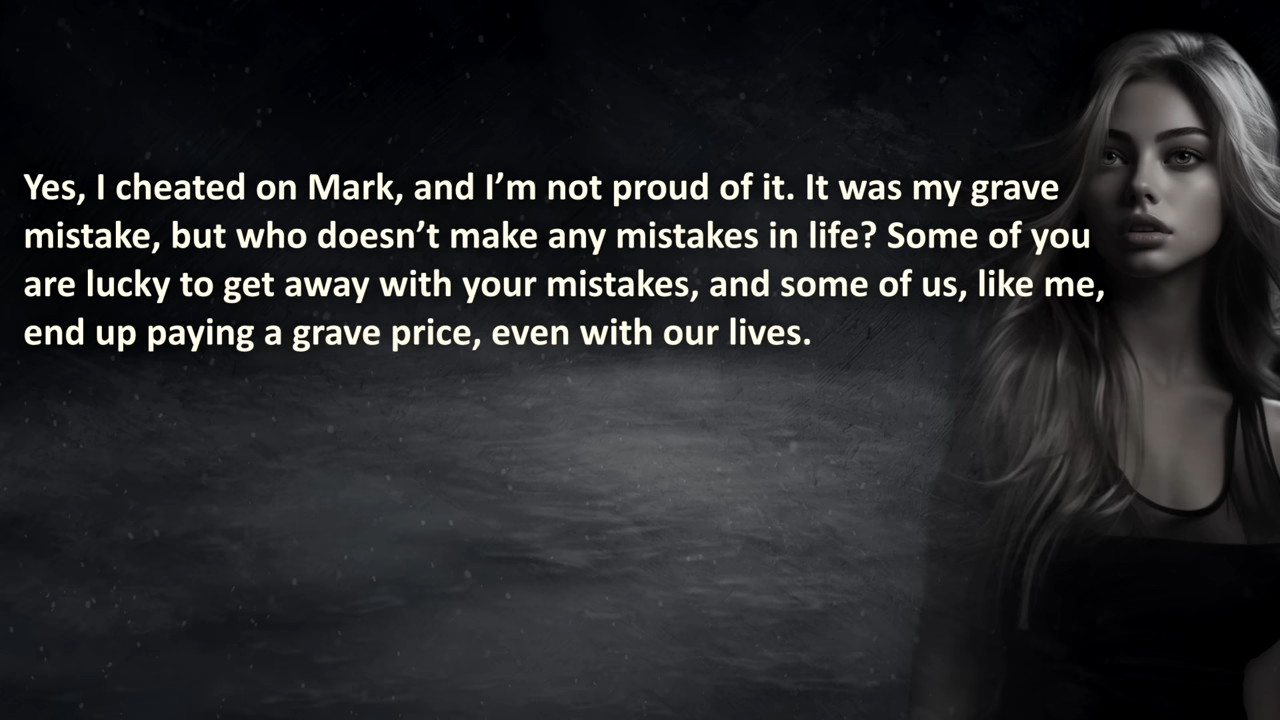 Yes, I cheated on Mark, and I’m not proud of it. It was my grave
mistake, but who doesn’t make any mistakes in life? Some of you
are lucky to get away with your mistakes, and some of us, like me,
end up paying a grave price, even with our lives.